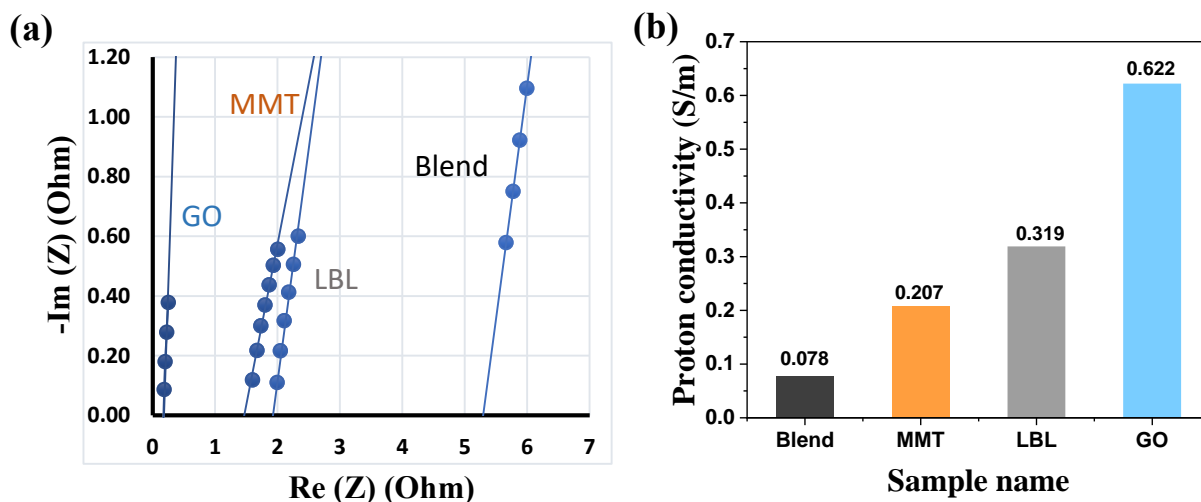 (a)
1.20
1.00
0.80
0.60
0.40
0.20
0.00
-Im (Z) (Ohm)
MMT
Blend
GO
LBL
0 1 2 3 4 5 6 7
Re (Z) (Ohm)
(b)
0.7
0.6
0.5
0.4
0.3
0.2
0.1
0.0
Proton conductivity (S/m)
0.622
0.319
0.207
0.078
Blend MMT LBL GO
Sample name